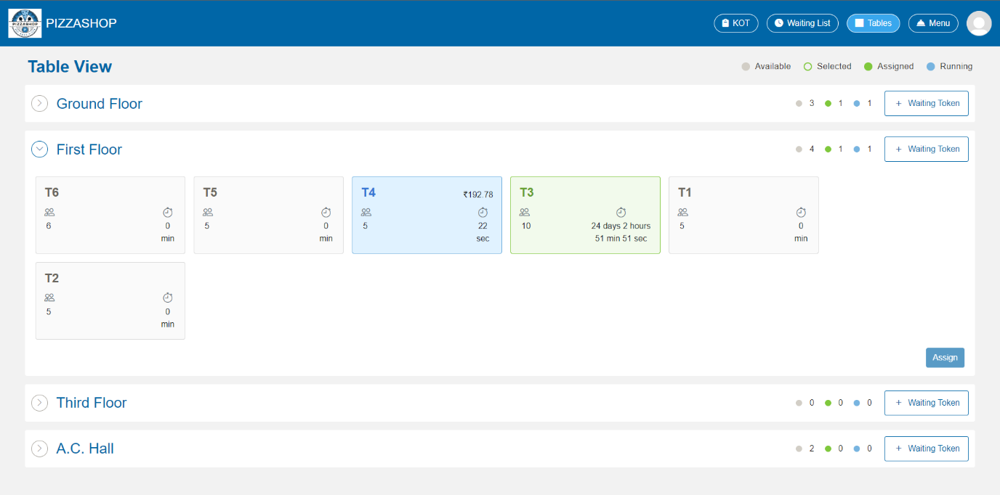 PIZZASHOP
PIZZASHOP KOT Waiting List Tables Menu
Table View Available Selected Assigned Running
Ground Floor 3 1 1 + Waiting Token
First Floor 4 1 1 + Waiting Token
T6 T5 T4 ₹192.78 T3 T1
6 0 5 0 5 22 10 24 days 2 hours 5 0
min min sec 51 min 51 sec min
T2
5 0
min
Assign
Third Floor 0 0 0 + Waiting Token
A.C. Hall 2 0 0 + Waiting Token